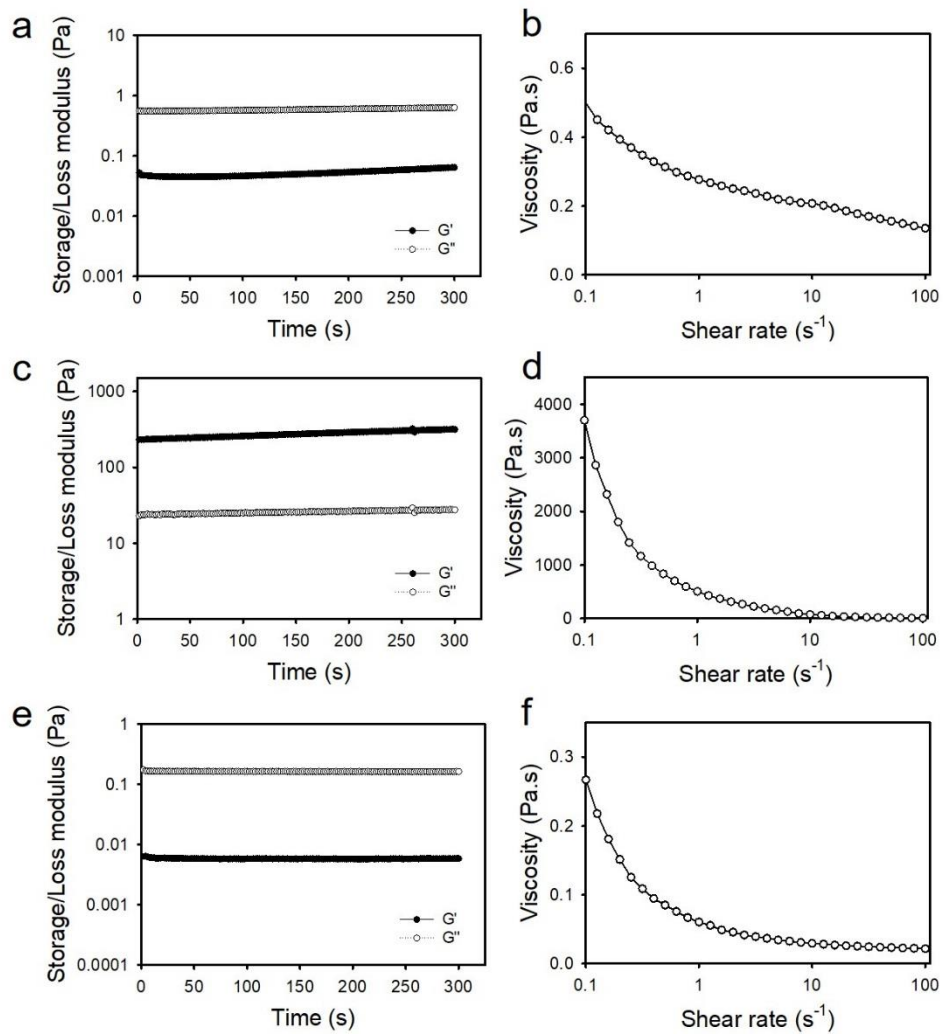 a
Storage/Loss modulus (Pa)
10
1
0.1
0.01
0.001
G'
G"
0 50 100 150 200 250 300
Time (s)
b
Viscosity (Pa.s)
0.6
0.4
0.2
0.0
0.1 1 10 100
Shear rate (s⁻¹)
c
Storage/Loss modulus (Pa)
1000
100
10
1
G'
G"
0 50 100 150 200 250 300
Time (s)
d
Viscosity (Pa.s)
4000
3000
2000
1000
0
0.1 1 10 100
Shear rate (s⁻¹)
e
Storage/Loss modulus (Pa)
1
0.1
0.01
0.001
0.0001
G'
G"
0 50 100 150 200 250 300
Time (s)
f
Viscosity (Pa.s)
0.3
0.2
0.1
0.0
0.1 1 10 100
Shear rate (s⁻¹)